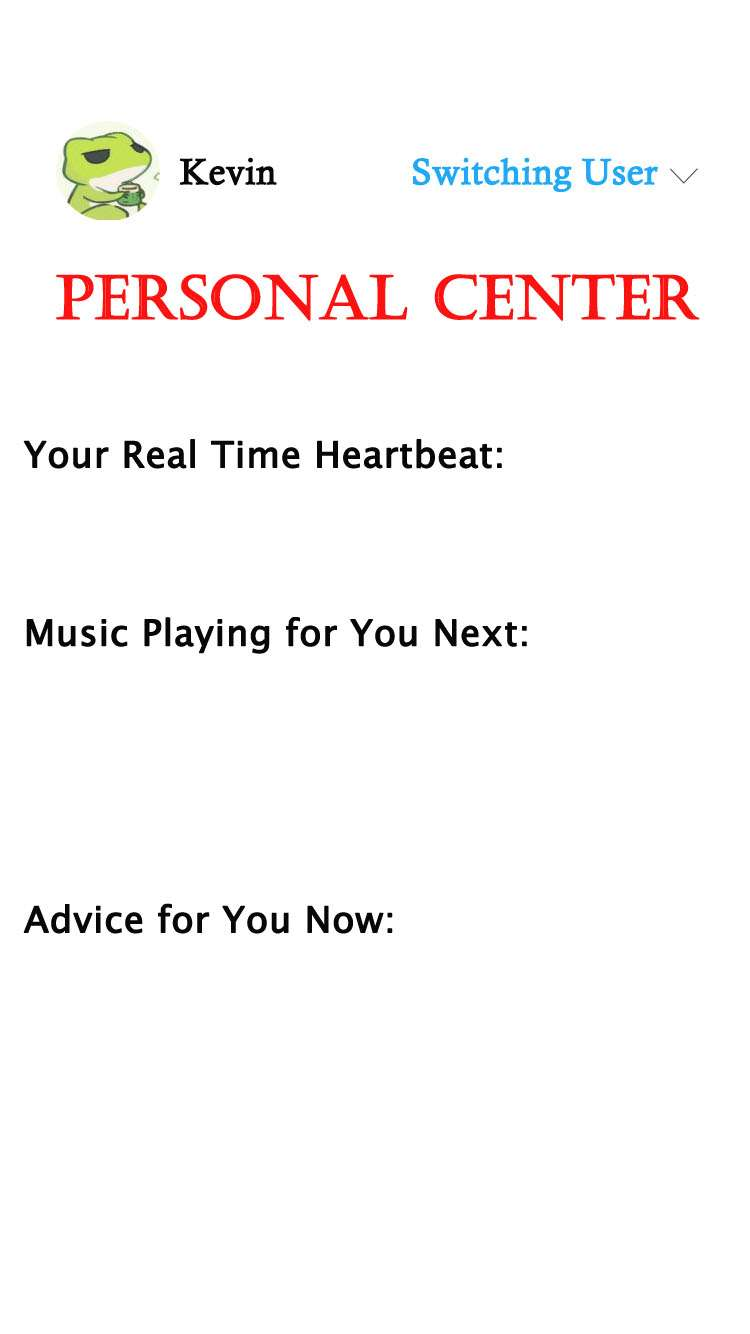 Kevin
Switching User
PERSONAL CENTER
Your Real Time Heartbeat:
Music Playing for You Next:
Advice for You Now: